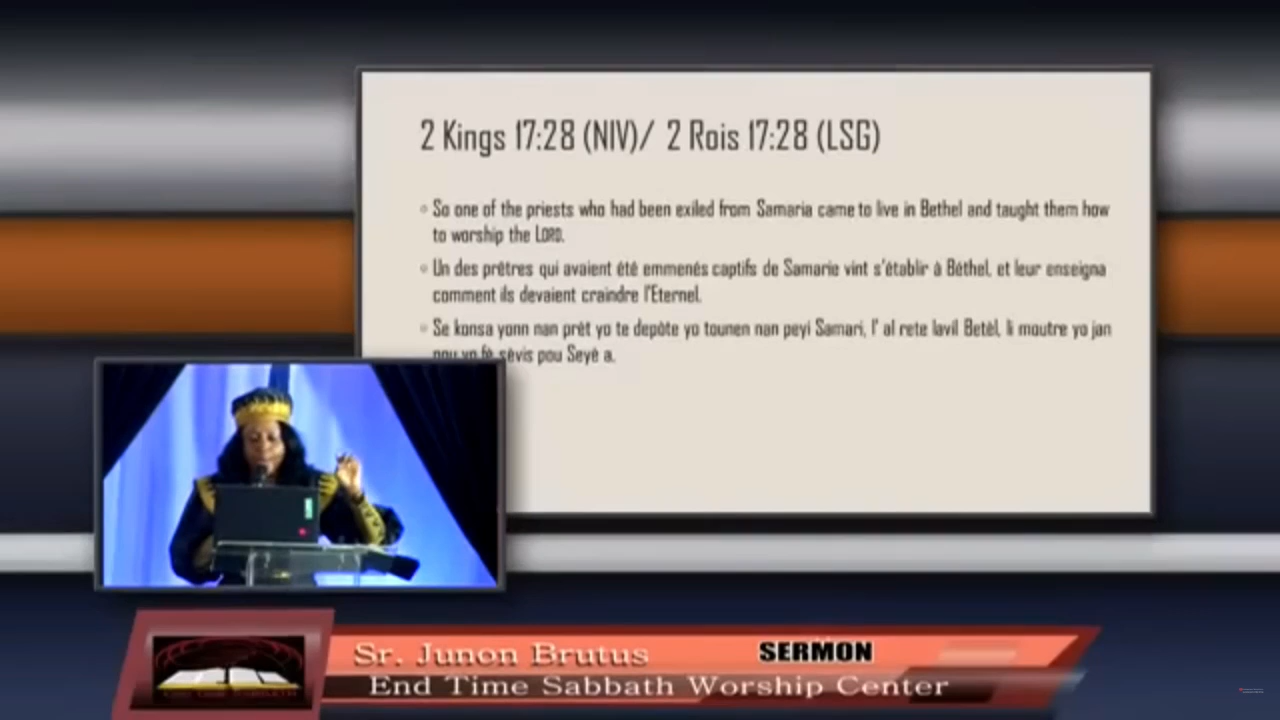 2 Kings 17:28 (NIV)/ 2 Rois 17:28 (LSG)
So one of the priests who had been exiled from Samaria came to live in Bethel and taught them how
to worship the LORD.
Un des prêtres qui avaient été emmenés captifs de Samarie vint s'établir à Béthel, et leur enseigna
comment ils devaient craindre l'Eternel.
Se konsa yonn nan prèt yo te depòte yo tounen nan peyi Samari, l' al rete lavil Betèl, li moutre yo jan
pou yo fè sèvis pou Seyè a.
Sr. Junon Brutus
SERMON
End Time Sabbath Worship Center